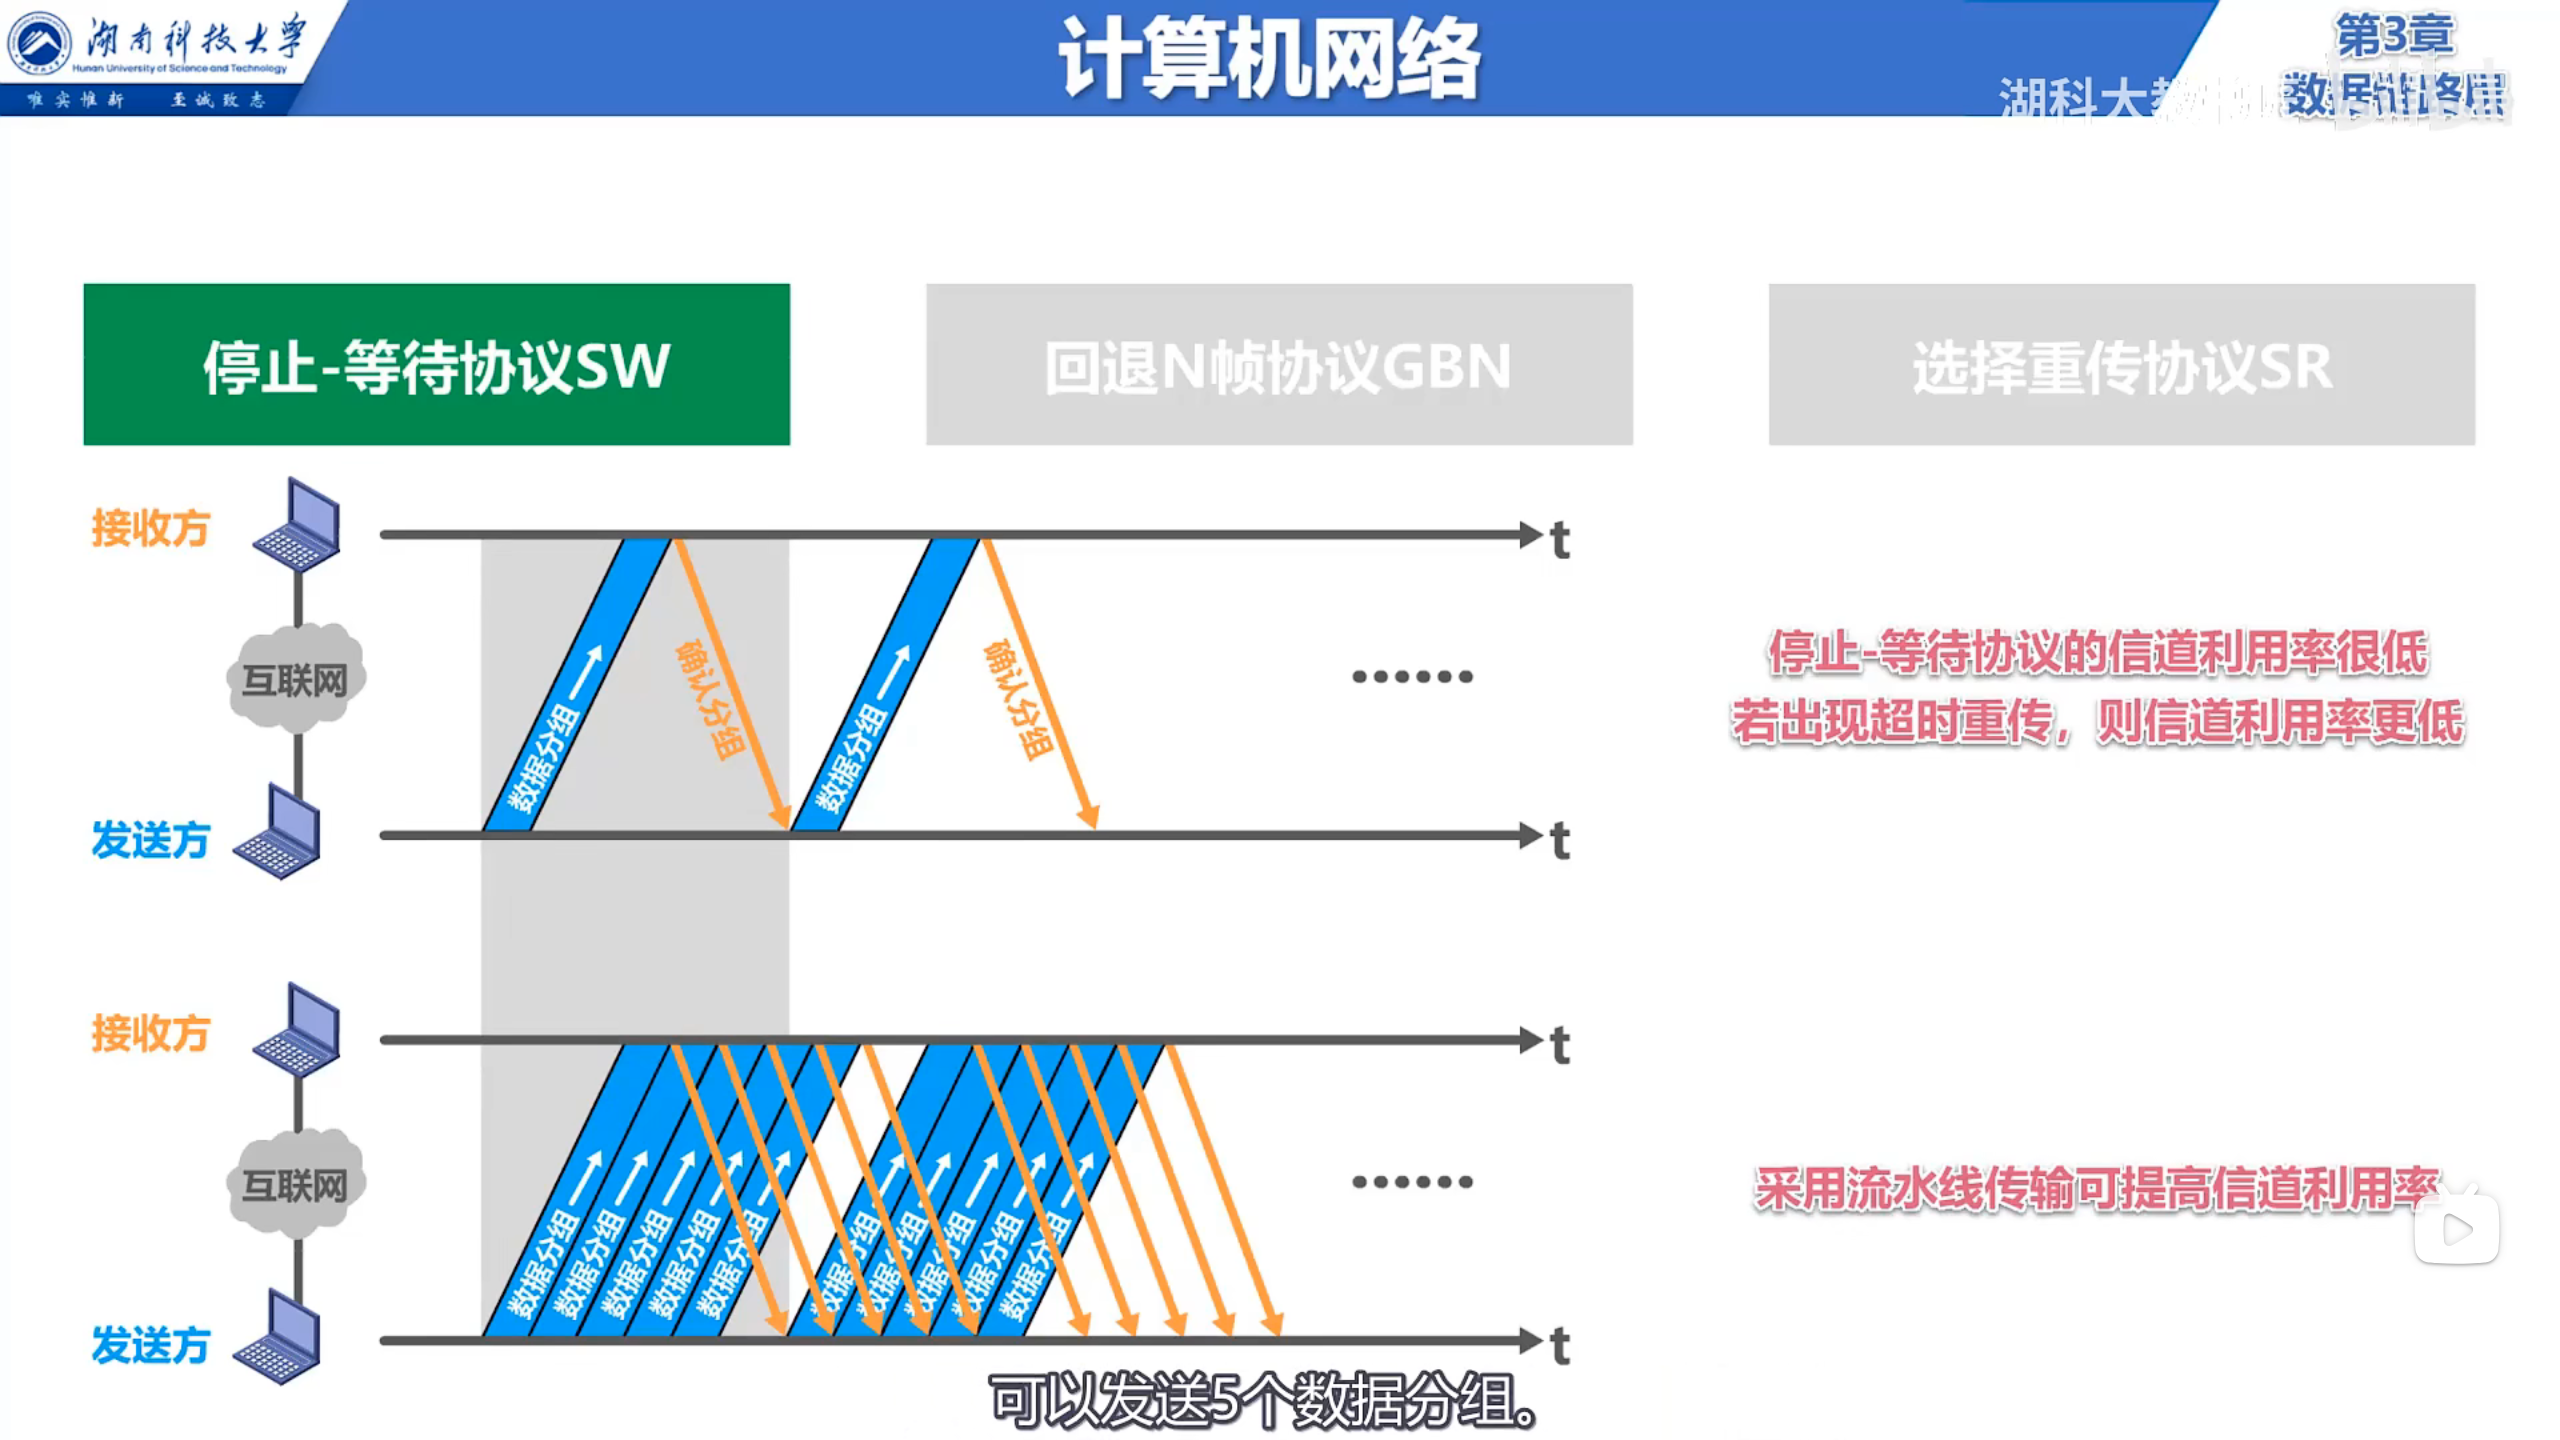 湖南科技大学
Hunan University of Science and Technology
唯实惟新 至诚致志
计算机网络
第3章
数据链路层
湖科大教
停止-等待协议SW
回退N帧协议GBN
选择重传协议SR
接收方
t
互联网
数据分组
确认分组
数据分组
确认分组
······
发送方
t
停止-等待协议的信道利用率很低
若出现超时重传，则信道利用率更低
接收方
t
互联网
数据分组
数据分组
数据分组
数据分组
数据分组
数据分组
数据分组
数据分组
数据分组
数据分组
······
发送方
t
采用流水线传输可提高信道利用率
可以发送5个数据分组。